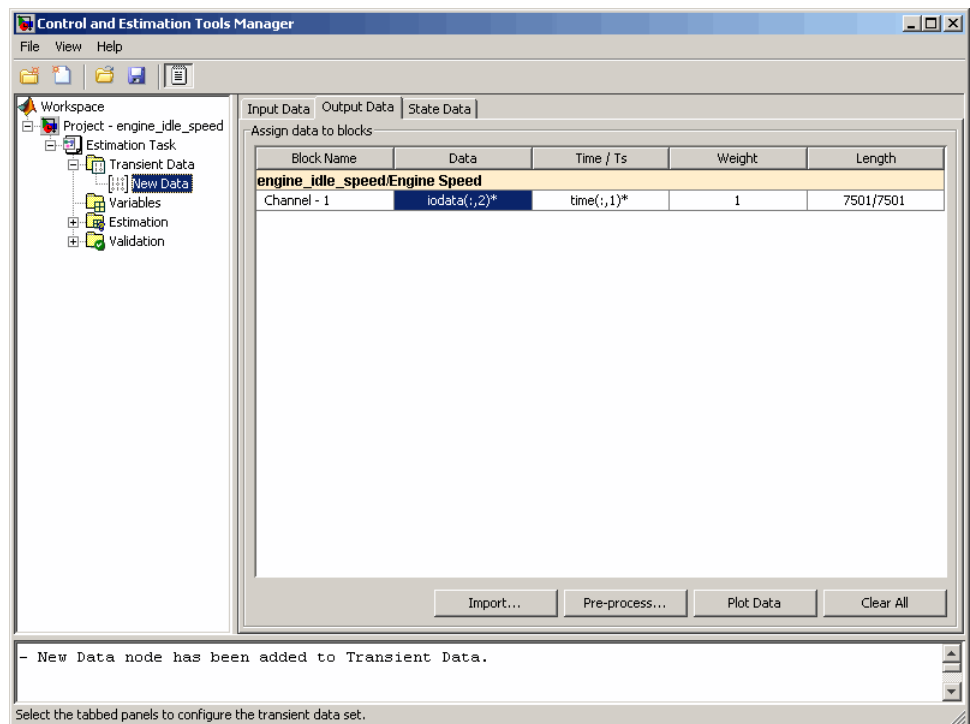 Control and Estimation Tools Manager
File View Help
Workspace
Project - engine_idle_speed
Estimation Task
Transient Data
New Data
Variables
Estimation
Validation
Input Data Output Data State Data
Assign data to blocks
Block Name Data Time / Ts Weight Length
engine_idle_speed/Engine Speed
Channel - 1 iodata(:,2)* time(:,1)* 1 7501/7501
Import... Pre-process... Plot Data Clear All
- New Data node has been added to Transient Data.
Select the tabbed panels to configure the transient data set.